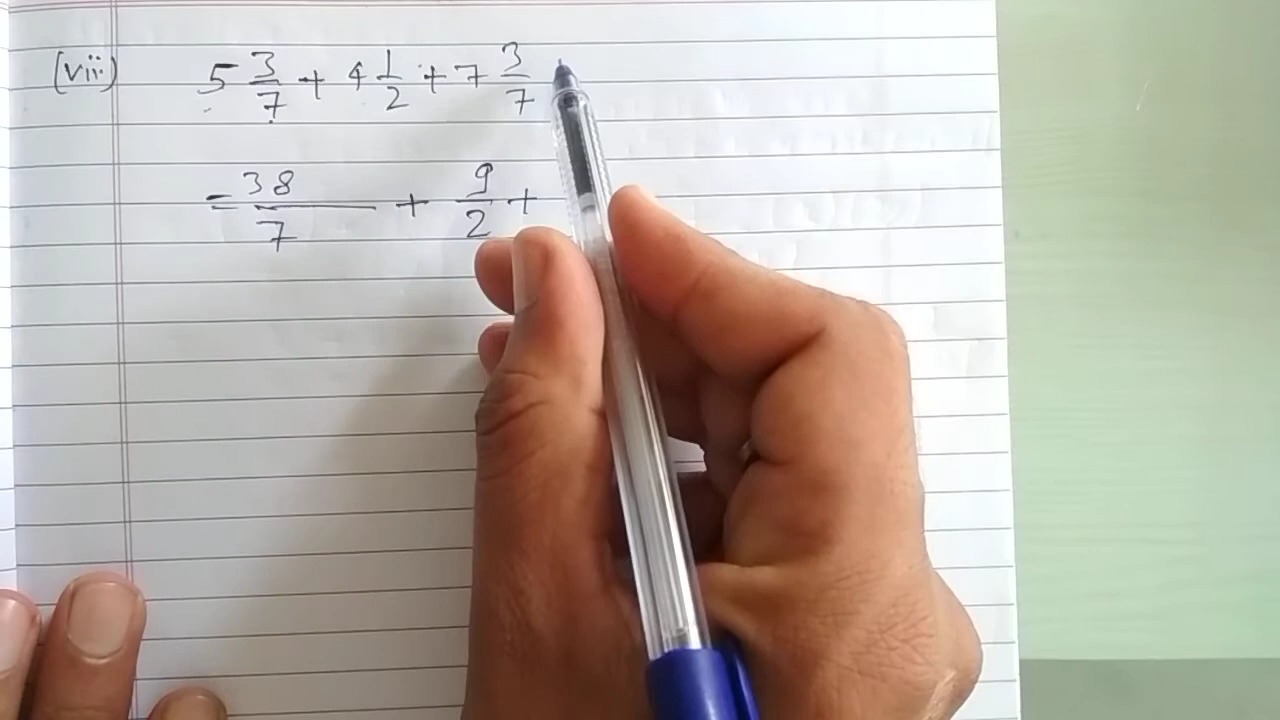 (vii) 5 3/7 + 4 1/2 + 7 3/7
= 38/7 + 9/2 +